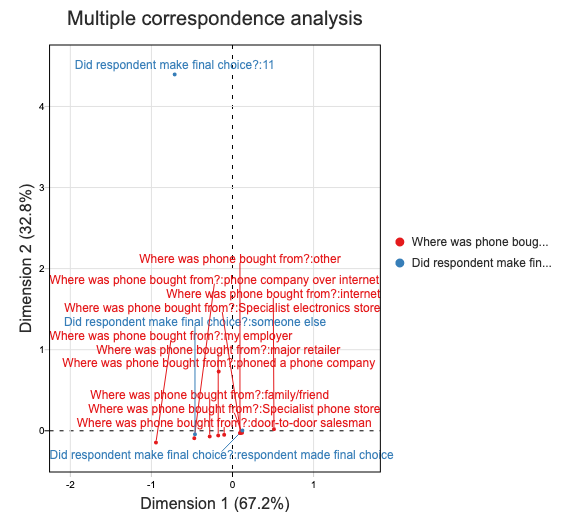 Multiple correspondence analysis
Did respondent make final choice?:11
4
3
Where was phone bought from?:other
2
Where was phone bought from?:phone company over internet
Where was phone bought from?:internet
Where was phone bought from?:Specialist electronics store
Did respondent make final choice?:someone else
Where was phone bought from?:my employer
1
Where was phone bought from?:major retailer
Where was phone bought from?:phoned a phone company
Where was phone bought from?:family/friend
Where was phone bought from?:Specialist phone store
Where was phone bought from?:door-to-door salesman
0
Did respondent make final choice?:respondent made final choice
-2 -1 0 1
Dimension 1 (67.2%)
Dimension 2 (32.8%)
Where was phone boug...
Did respondent make fin...